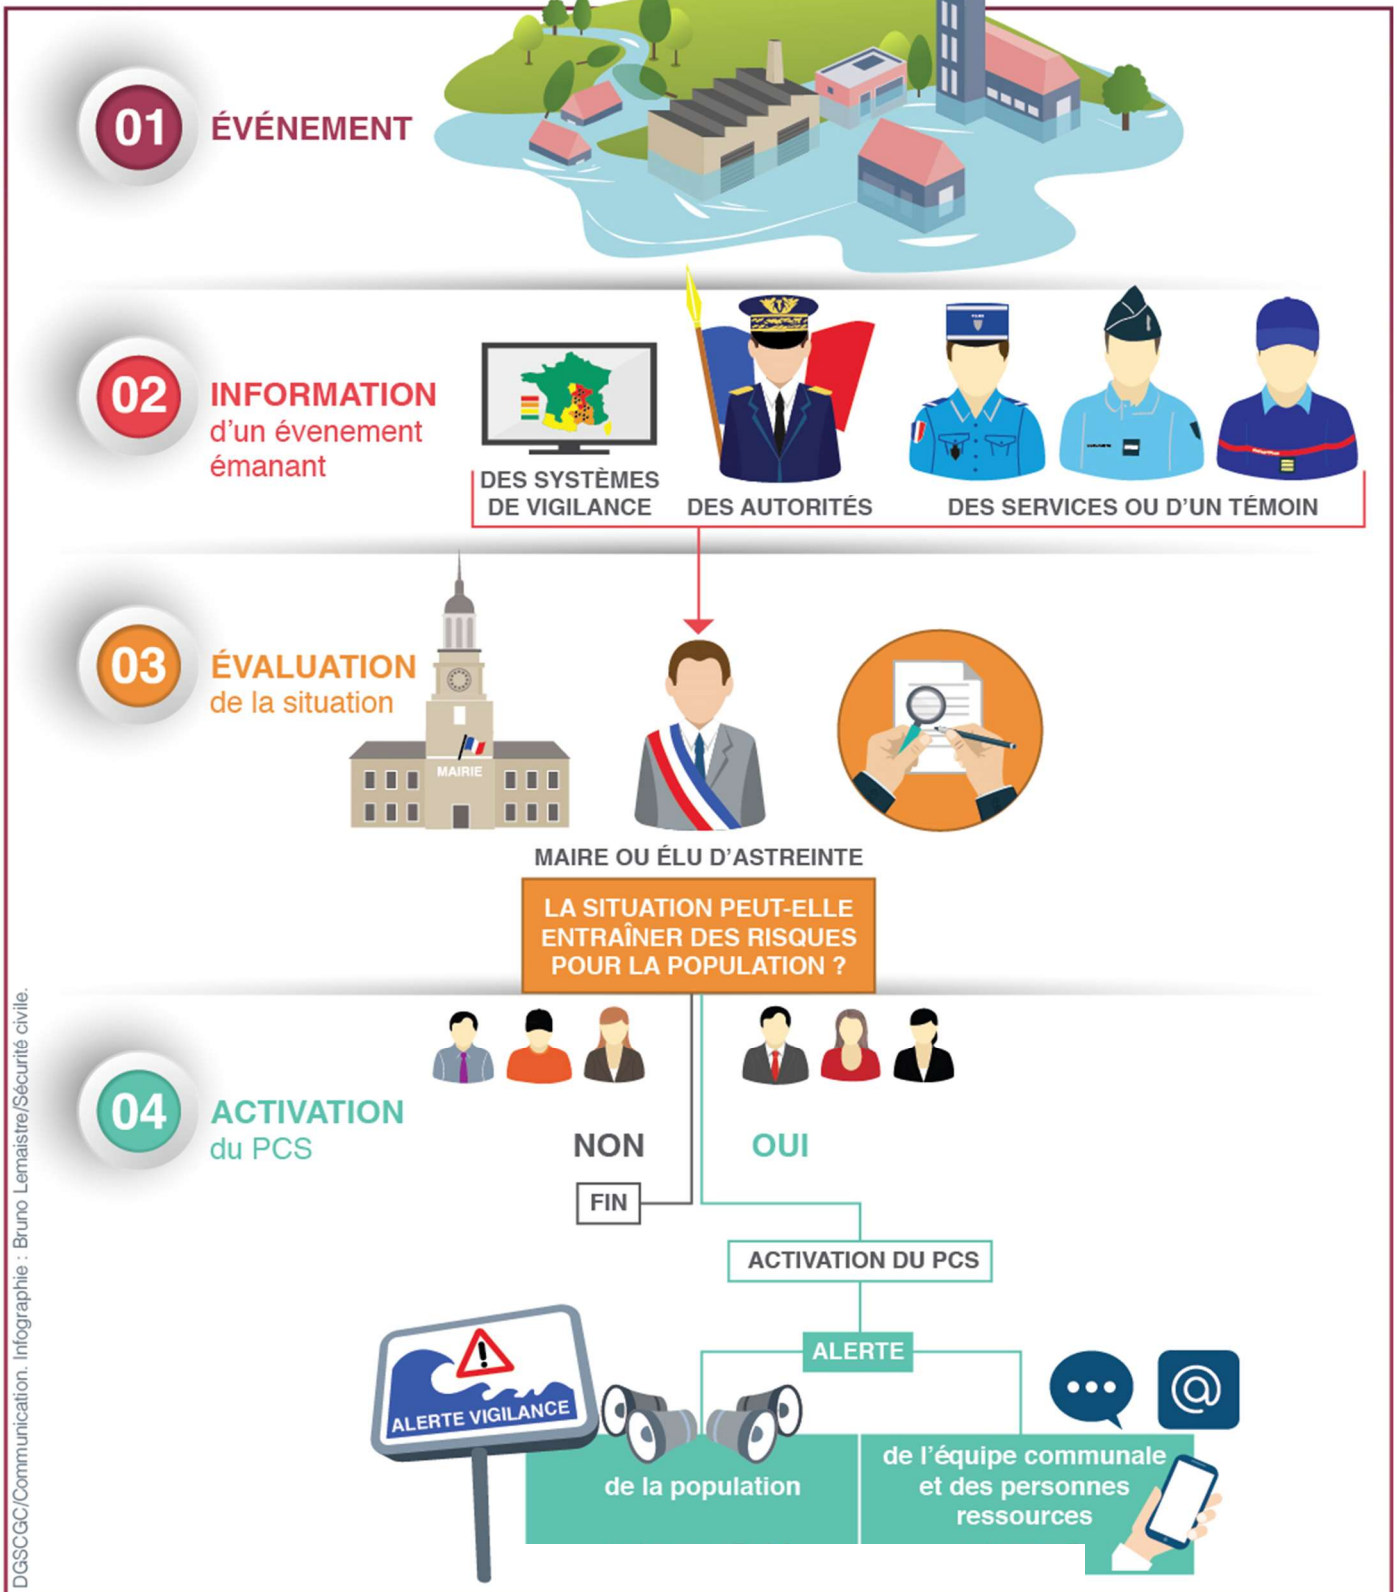 01
ÉVÉNEMENT
02
INFORMATION
d'un évenement
émanant
DES SYSTÈMES
DE VIGILANCE
DES AUTORITÉS
DES SERVICES OU D'UN TÉMOIN
03
ÉVALUATION
de la situation
MAIRIE
MAIRE OU ÉLU D'ASTREINTE
LA SITUATION PEUT-ELLE
ENTRAÎNER DES RISQUES
POUR LA POPULATION ?
04
ACTIVATION
du PCS
NON
OUI
FIN
ACTIVATION DU PCS
ALERTE
ALERTE VIGILANCE
@
de la population
de l'équipe communale
et des personnes
ressources
DGSCGC/Communication. Infographie : Bruno Lemaistre/Sécurité civile.